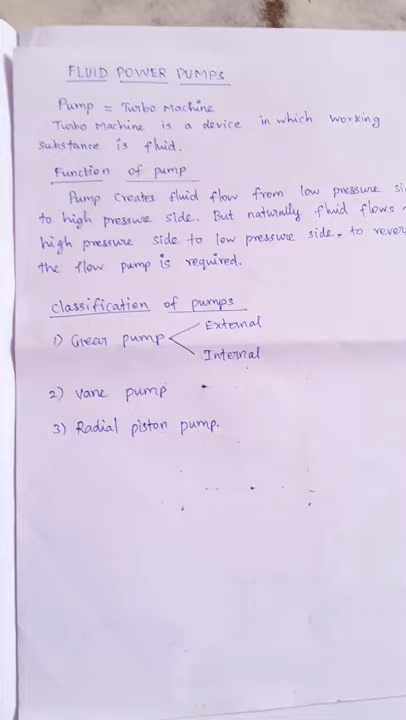 FLUID POWER PUMPS
Pump = Turbo Machine
Turbo Machine is a device in which working
substance is fluid.
Function of pump
Pump creates fluid flow from low pressure
to high pressure side. But naturally fluid flows
high pressure side to low pressure side, to
the flow pump is required.
Classification of pumps
1) Gear pump
External
Internal
2) Vane pump
3) Radial piston pump.